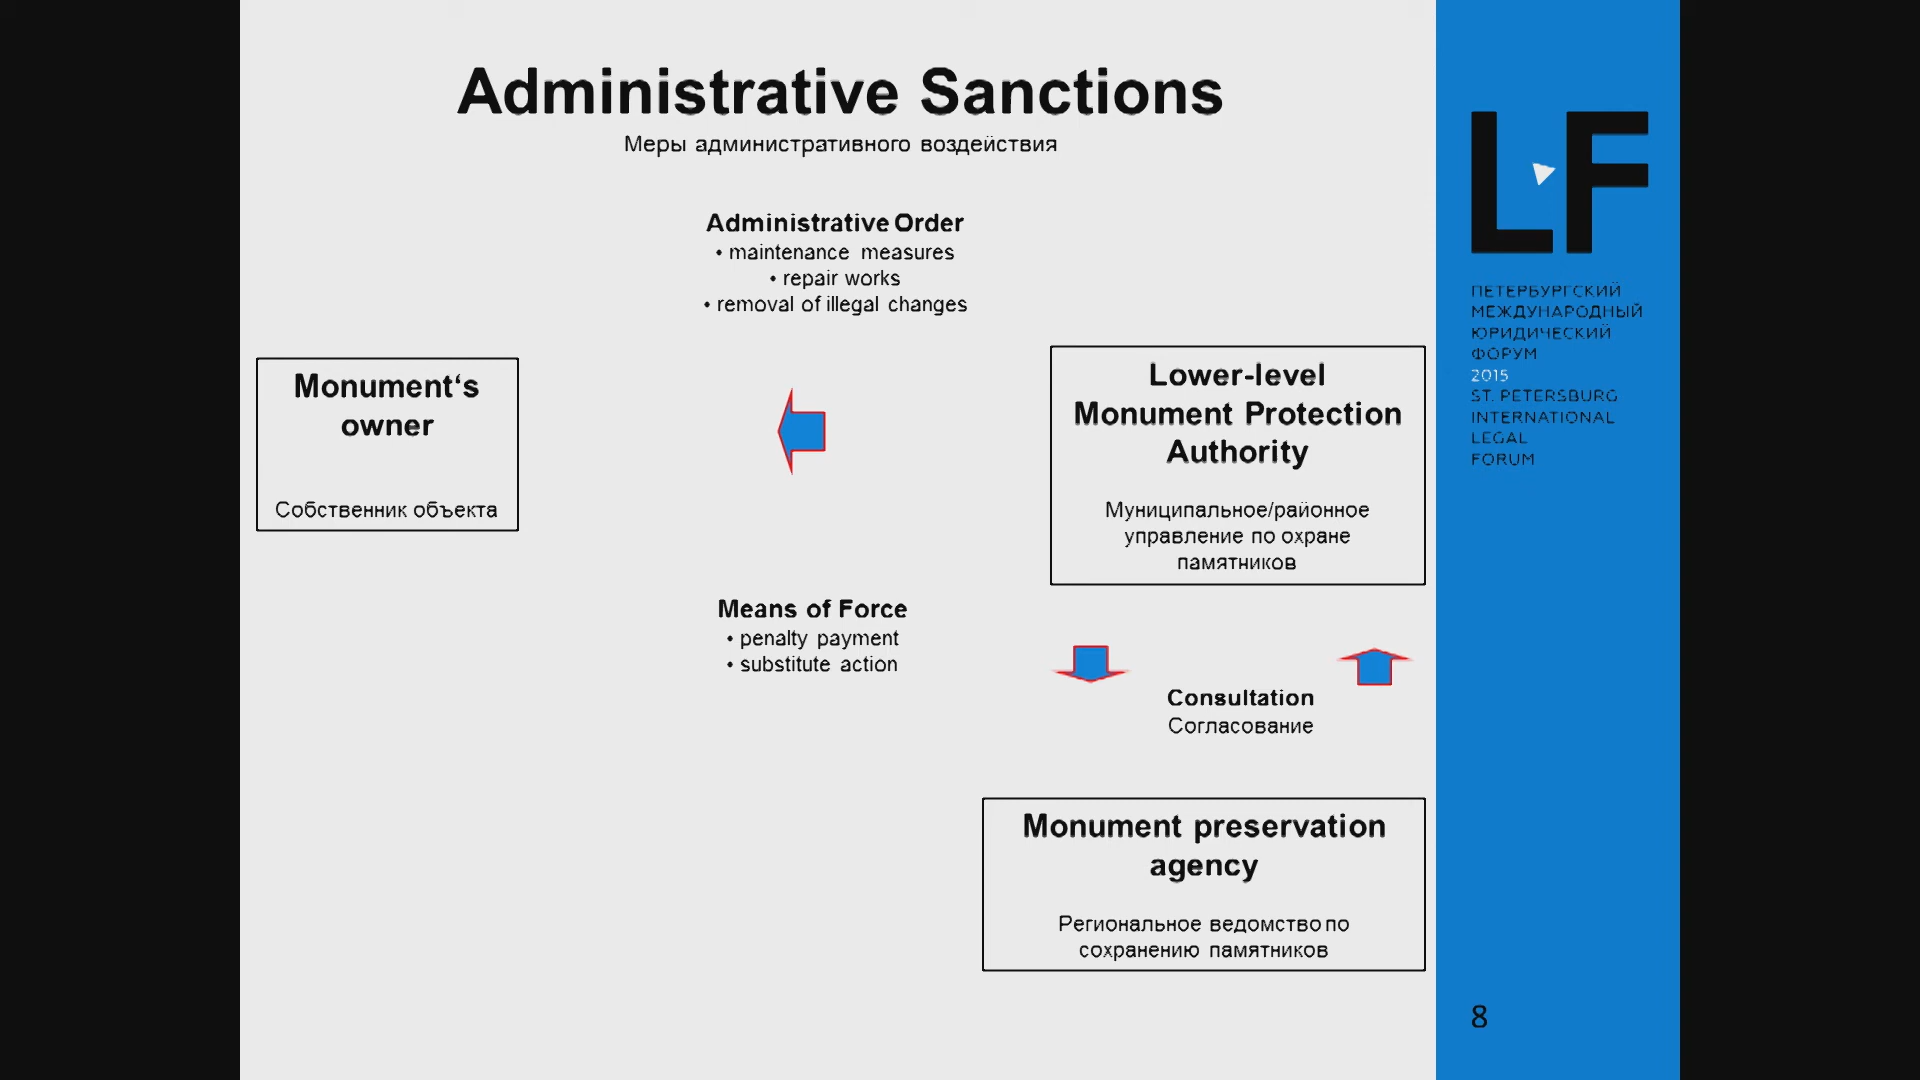 Administrative Sanctions
Меры административного воздействия
Administrative Order
• maintenance measures
• repair works
• removal of illegal changes
Monument‘s
owner
Собственник объекта
Lower-level
Monument Protection
Authority
Муниципальное/районное
управление по охране
памятников
Means of Force
• penalty payment
• substitute action
Consultation
Согласование
Monument preservation
agency
Региональное ведомство по
сохранению памятников
LF
ПЕТЕРБУРГСКИЙ
МЕЖДУНАРОДНЫЙ
ЮРИДИЧЕСКИЙ
ФОРУМ
2015
ST. PETERSBURG
INTERNATIONAL
LEGAL
FORUM
8